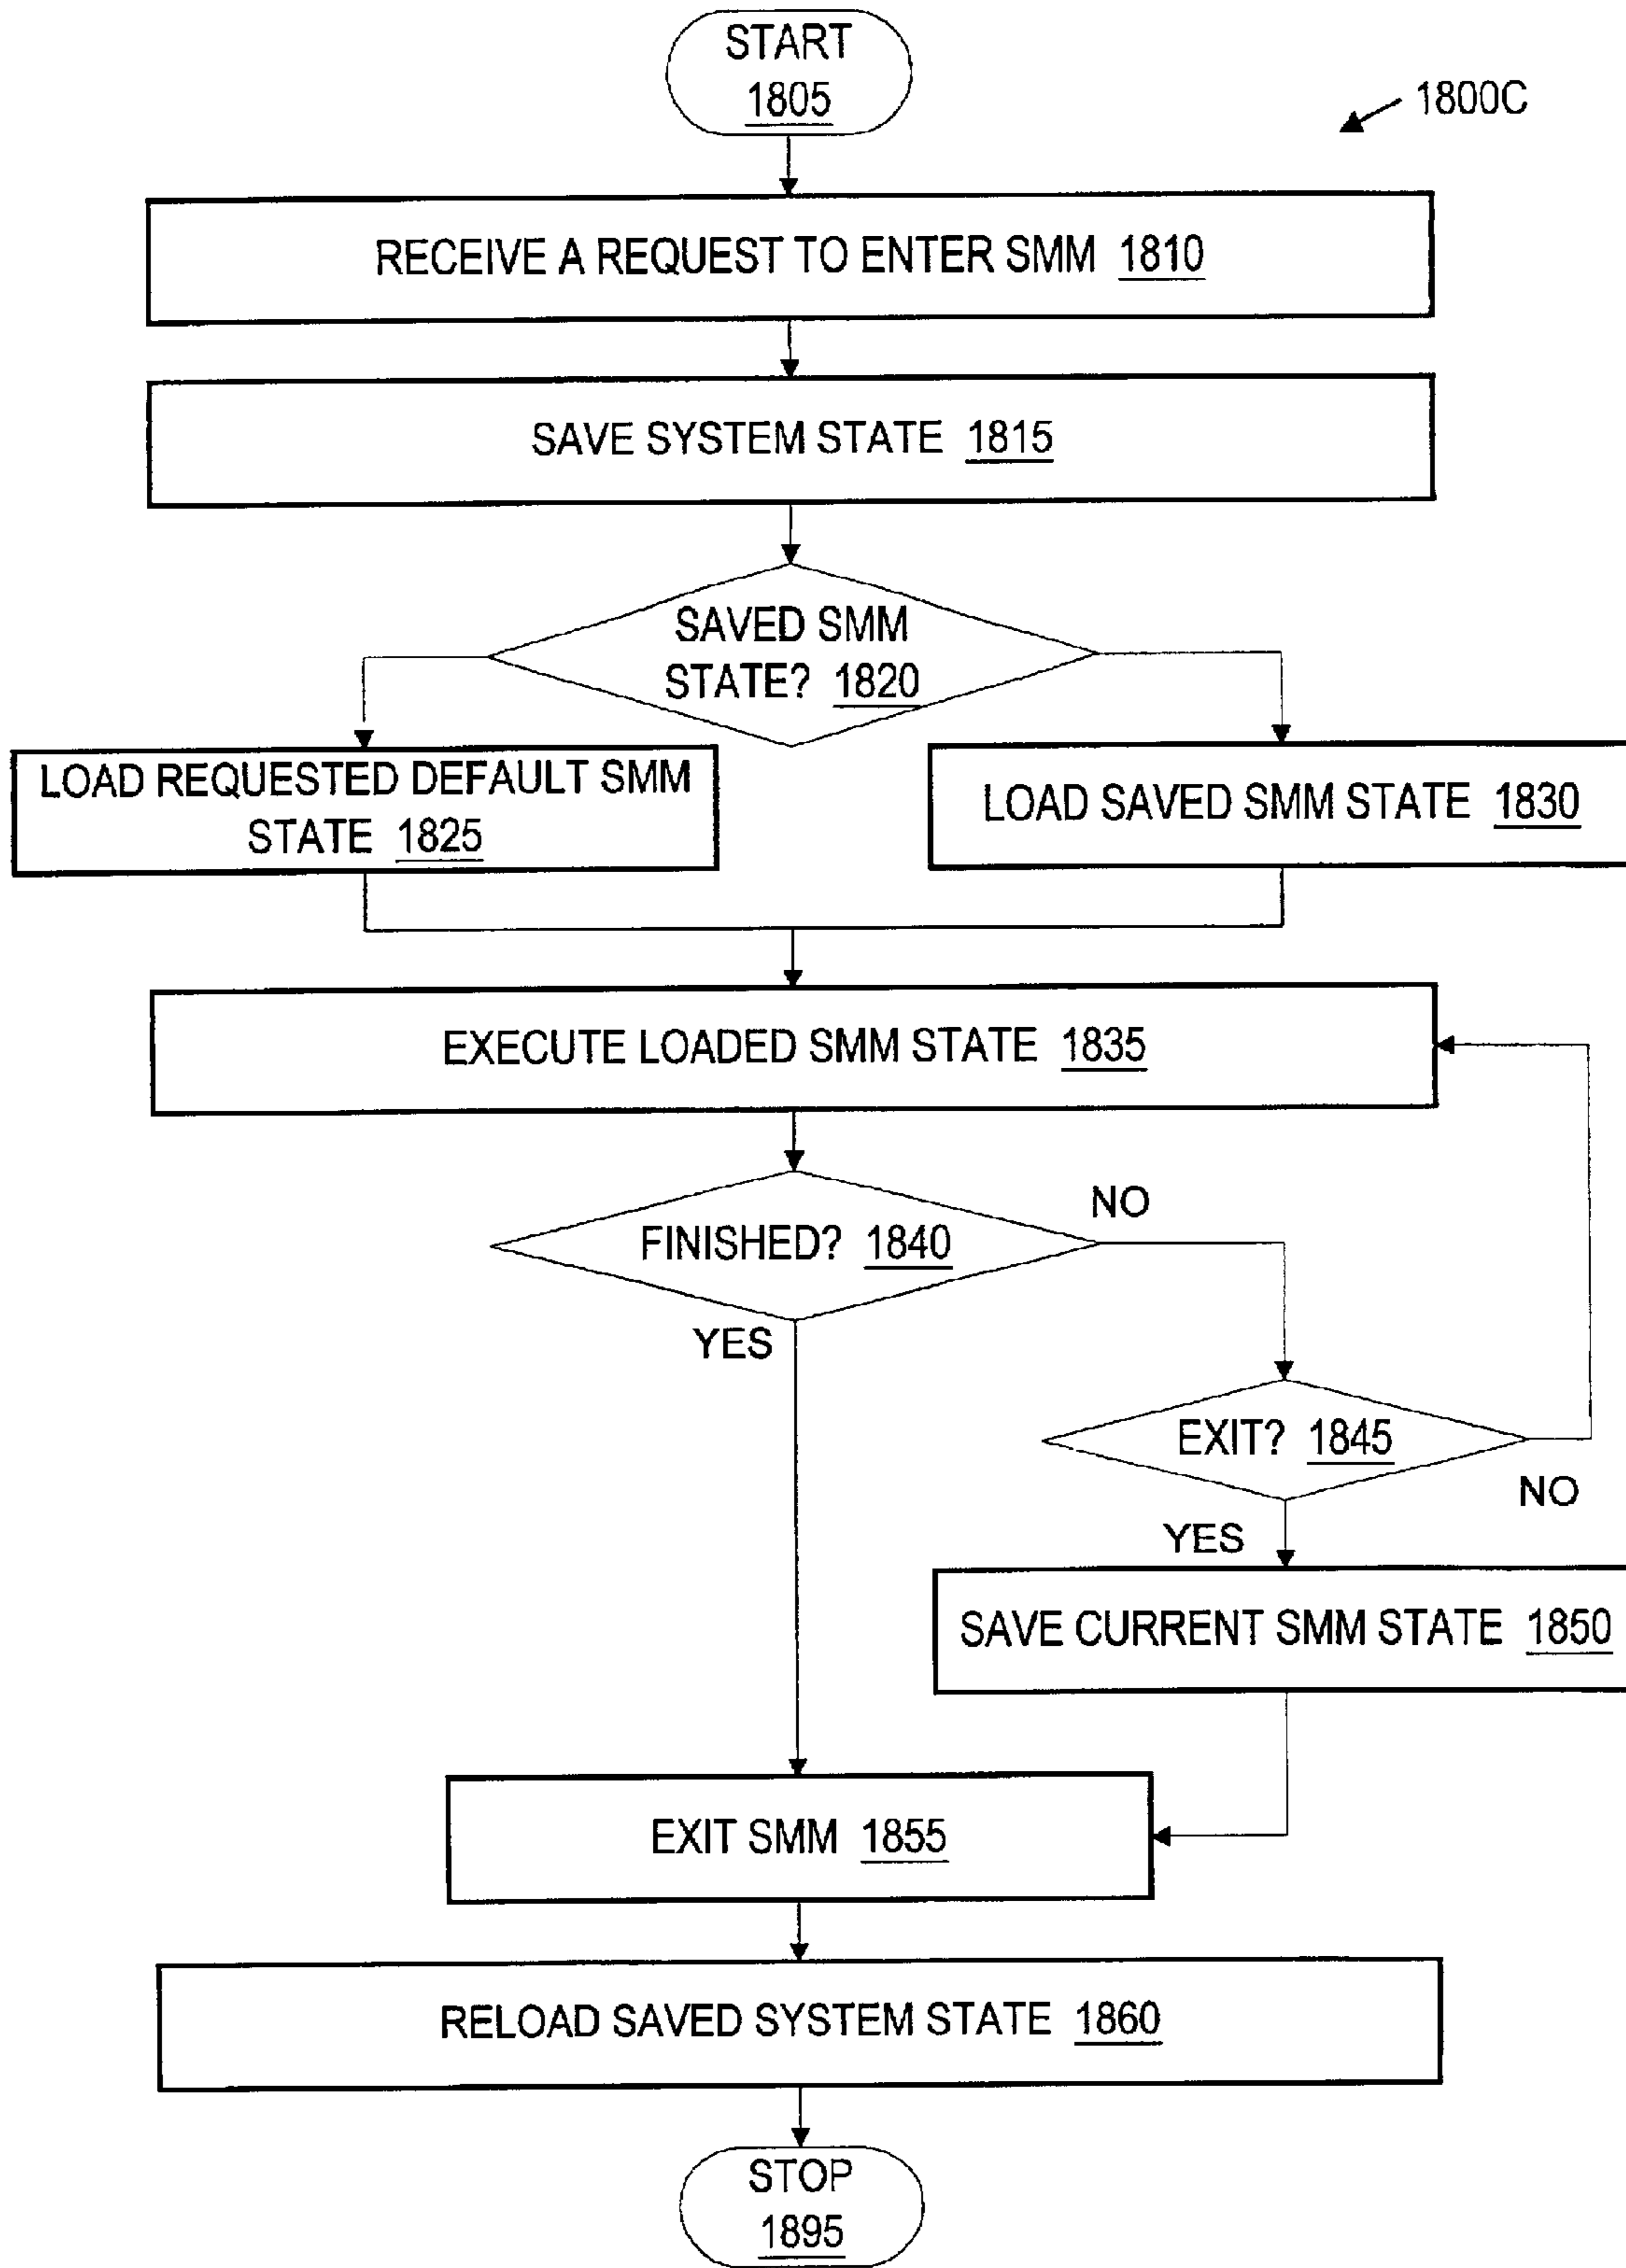 START
1805
1800C
RECEIVE A REQUEST TO ENTER SMM 1810
SAVE SYSTEM STATE 1815
SAVED SMM
STATE? 1820
LOAD REQUESTED DEFAULT SMM
STATE 1825
LOAD SAVED SMM STATE 1830
EXECUTE LOADED SMM STATE 1835
FINISHED? 1840
NO
YES
EXIT? 1845
NO
YES
SAVE CURRENT SMM STATE 1850
EXIT SMM 1855
RELOAD SAVED SYSTEM STATE 1860
STOP
1895